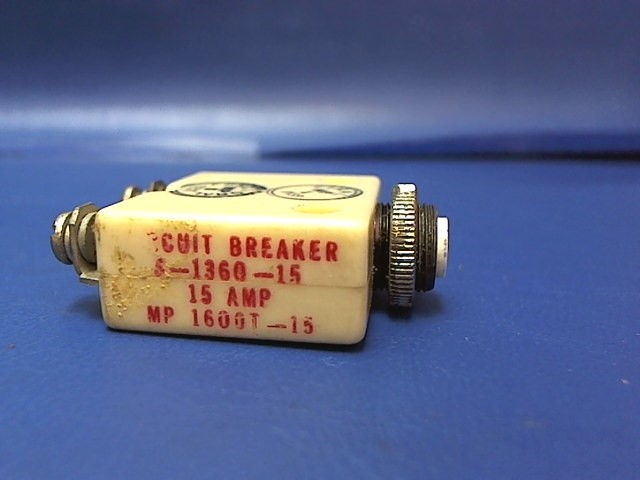 CUIT BREAKER
S-1360-15
15 AMP
MP 1600T-15